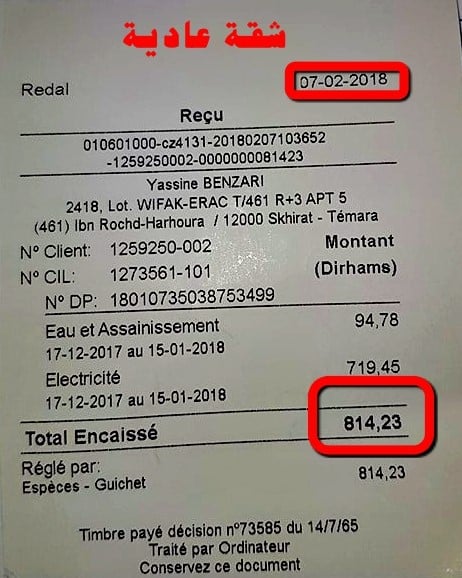 شقة عادية
Redal
07-02-2018
Reçu
010601000-cz4131-20180207103652
-1259250002-0000000081423
Yassine BENZARI
2418, Lot. WIFAK-ERAC T/461 R+3 APT 5
(461) Ibn Rochd-Harhoura / 12000 Skhirat - Témara
Nº Client: 1259250-002 Montant
Nº CIL: 1273561-101 (Dirhams)
Nº DP: 18010735038753499
Eau et Assainissement 94,78
17-12-2017 au 15-01-2018
Electricité 719,45
17-12-2017 au 15-01-2018
Total Encaissé 814,23
Réglé par: 814,23
Espèces - Guichet
Timbre payé décision nº73585 du 14/7/65
Traité par Ordinateur
Conservez ce document